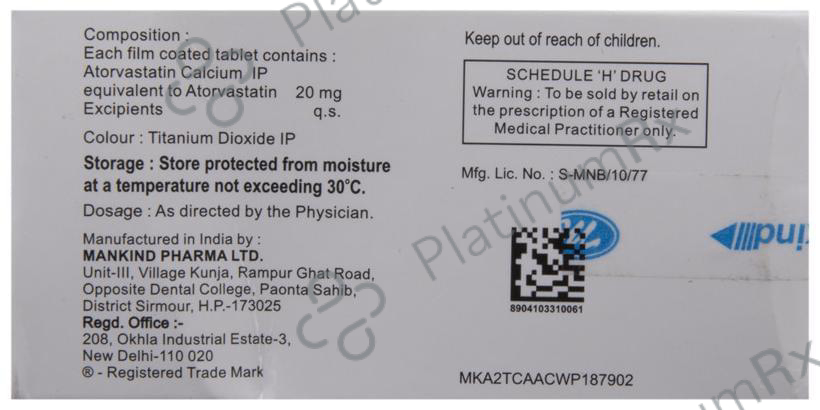 Composition :
Each film coated tablet contains :
Atorvastatin Calcium IP
equivalent to Atorvastatin 20 mg
Excipients q.s.
Colour : Titanium Dioxide IP
Storage : Store protected from moisture
at a temperature not exceeding 30°C.
Dosage : As directed by the Physician.
Manufactured in India by :
MANKIND PHARMA LTD.
Unit-III, Village Kunja, Rampur Ghat Road,
Opposite Dental College, Paonta Sahib,
District Sirmour, H.P.-173025
Regd. Office :-
208, Okhla Industrial Estate-3,
New Delhi-110 020
® - Registered Trade Mark
Keep out of reach of children.
SCHEDULE 'H' DRUG
Warning : To be sold by retail on
the prescription of a Registered
Medical Practitioner only.
Mfg. Lic. No. : S-MNB/10/77
kind
8904103310061
MKA2TCAACWP187902
Platinum
PlatinumRx
numRx